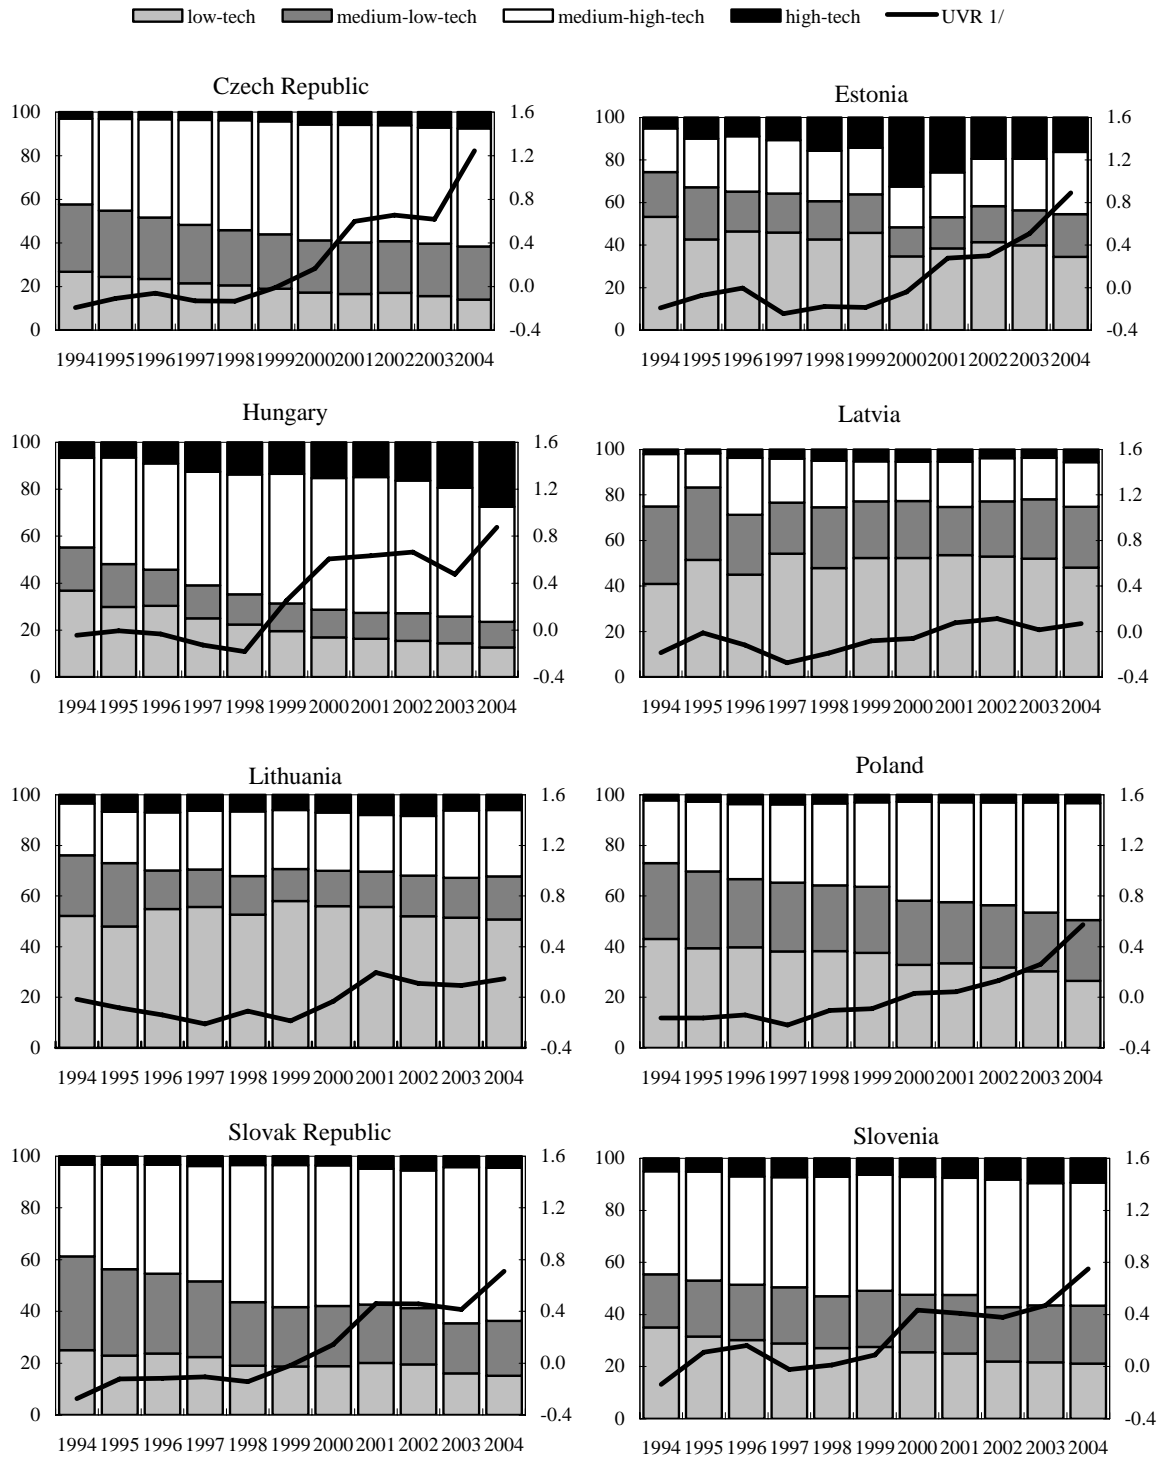 low-tech medium-low-tech medium-high-tech high-tech UVR 1/
Czech Republic
100 80 60 40 20 0
1.6 1.2 0.8 0.4 0.0 -0.4
1994 1995 1996 1997 1998 1999 2000 2001 2002 2003 2004
Estonia
100 80 60 40 20 0
1.6 1.2 0.8 0.4 0.0 -0.4
1994 1995 1996 1997 1998 1999 2000 2001 2002 2003 2004
Hungary
100 80 60 40 20 0
1.6 1.2 0.8 0.4 0.0 -0.4
1994 1995 1996 1997 1998 1999 2000 2001 2002 2003 2004
Latvia
100 80 60 40 20 0
1.6 1.2 0.8 0.4 0.0 -0.4
1994 1995 1996 1997 1998 1999 2000 2001 2002 2003 2004
Lithuania
100 80 60 40 20 0
1.6 1.2 0.8 0.4 0.0 -0.4
1994 1995 1996 1997 1998 1999 2000 2001 2002 2003 2004
Poland
100 80 60 40 20 0
1.6 1.2 0.8 0.4 0.0 -0.4
1994 1995 1996 1997 1998 1999 2000 2001 2002 2003 2004
Slovak Republic
100 80 60 40 20 0
1.6 1.2 0.8 0.4 0.0 -0.4
1994 1995 1996 1997 1998 1999 2000 2001 2002 2003 2004
Slovenia
100 80 60 40 20 0
1.6 1.2 0.8 0.4 0.0 -0.4
1994 1995 1996 1997 1998 1999 2000 2001 2002 2003 2004